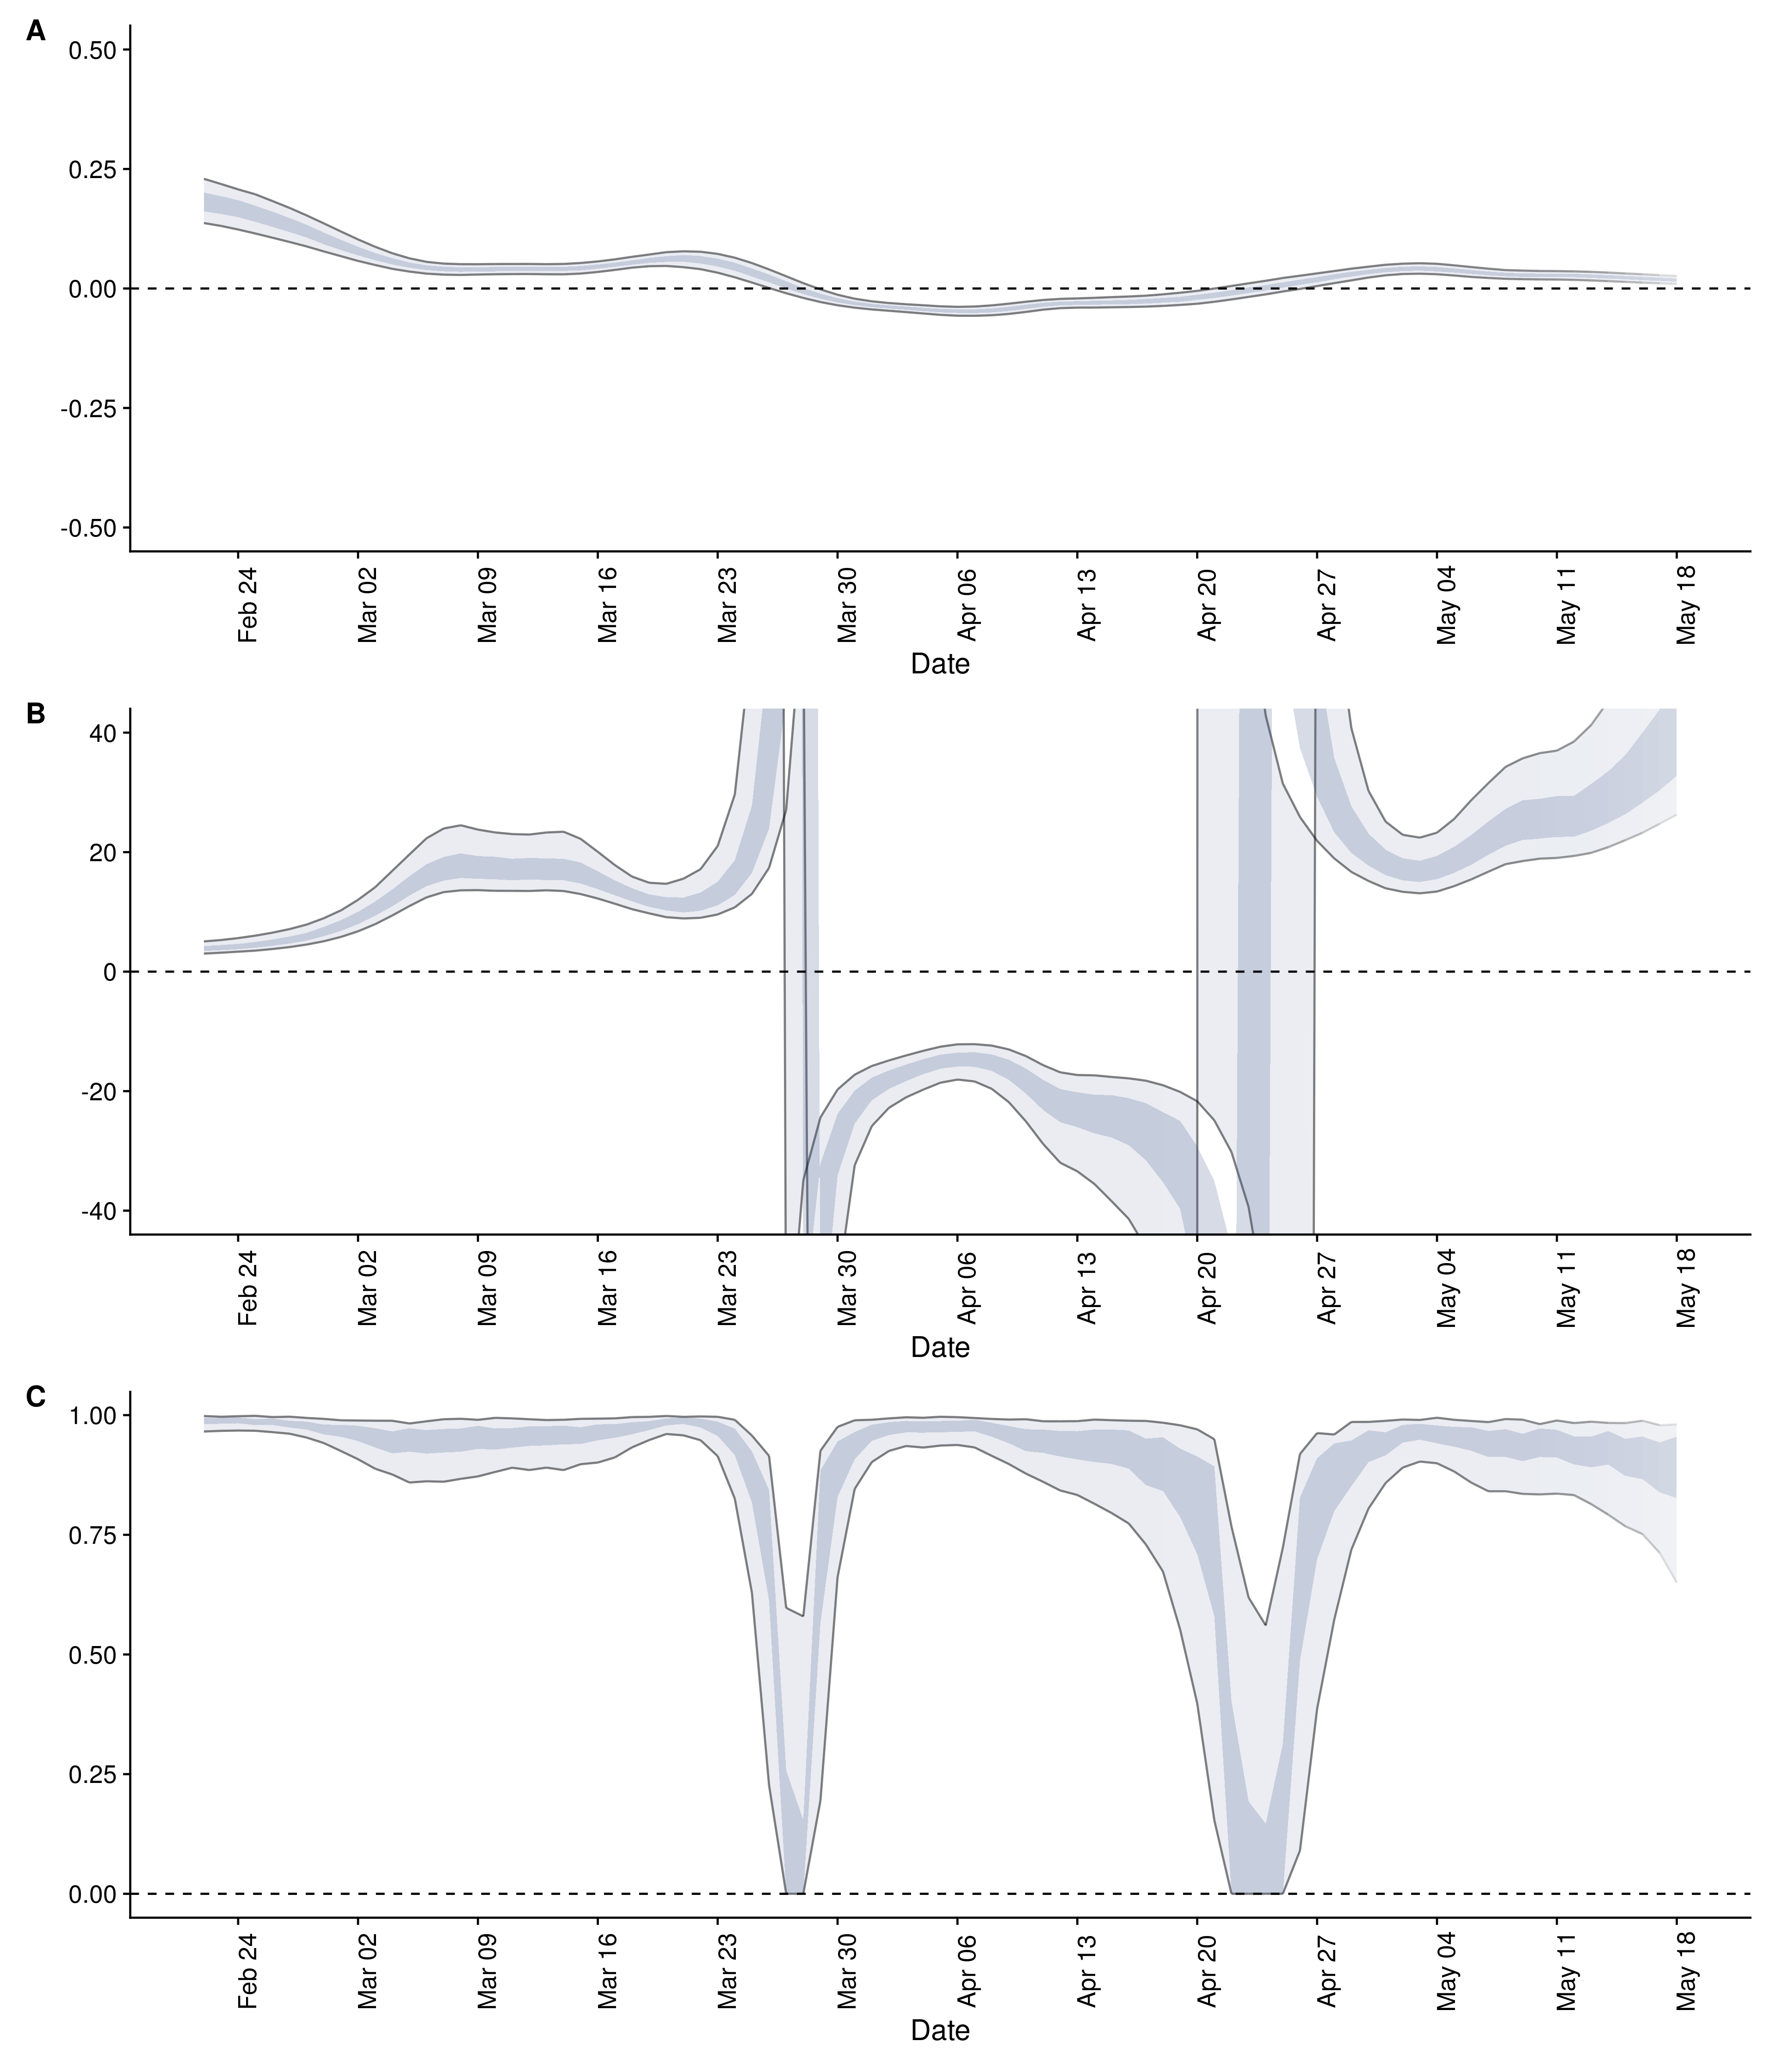 A
0.50
0.25
0.00
-0.25
-0.50
Feb 24
Mar 02
Mar 09
Mar 16
Mar 23
Mar 30
Apr 06
Apr 13
Apr 20
Apr 27
May 04
May 11
May 18
Date
B
40
20
0
-20
-40
Feb 24
Mar 02
Mar 09
Mar 16
Mar 23
Mar 30
Apr 06
Apr 13
Apr 20
Apr 27
May 04
May 11
May 18
Date
C
1.00
0.75
0.50
0.25
0.00
Feb 24
Mar 02
Mar 09
Mar 16
Mar 23
Mar 30
Apr 06
Apr 13
Apr 20
Apr 27
May 04
May 11
May 18
Date